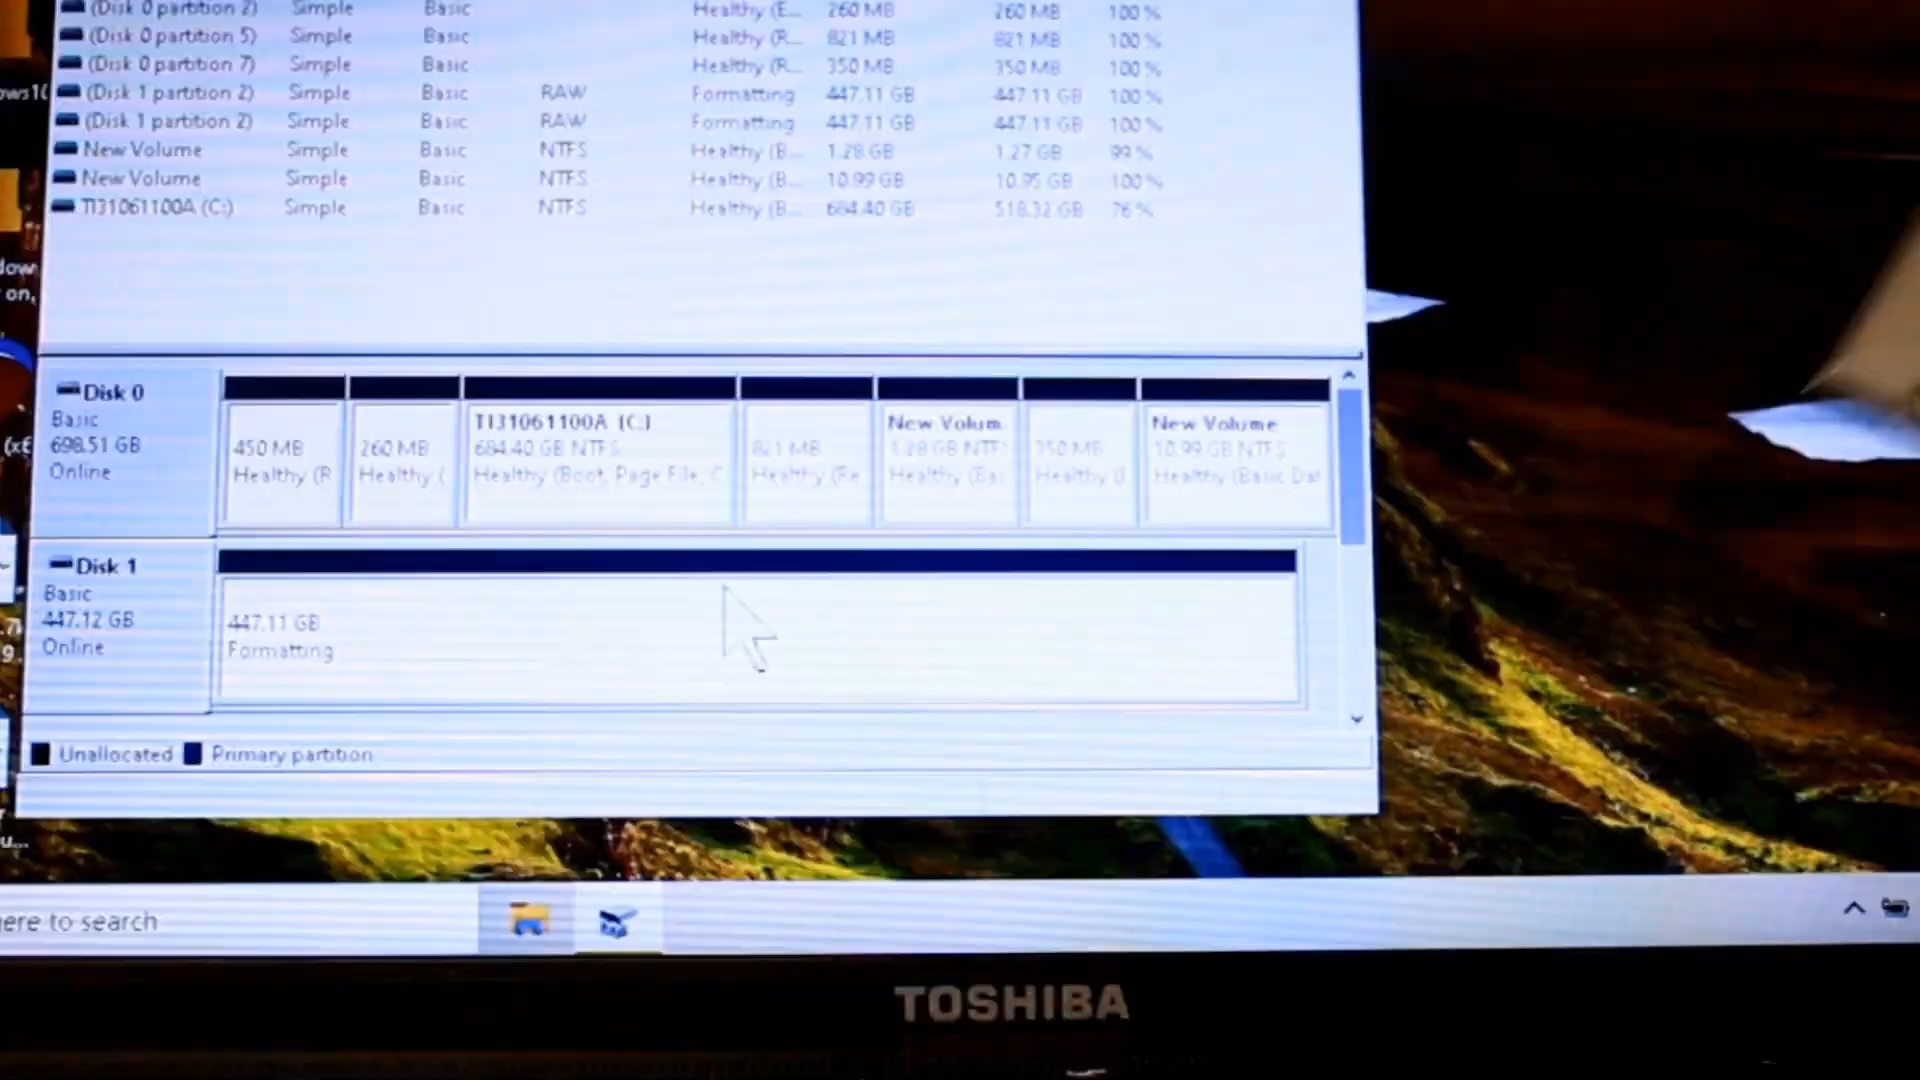 (Disk 0 partition 2) Simple Basic Healthy (E... 260 MB 260 MB 100 %
(Disk 0 partition 5) Simple Basic Healthy (R... 821 MB 821 MB 100 %
(Disk 0 partition 7) Simple Basic Healthy (R... 350 MB 350 MB 100 %
(Disk 1 partition 2) Simple Basic RAW Formatting 447.11 GB 447.11 GB 100 %
(Disk 1 partition 2) Simple Basic RAW Formatting 447.11 GB 447.11 GB 100 %
New Volume Simple Basic NTFS Healthy (B... 1.28 GB 1.27 GB 99 %
New Volume Simple Basic NTFS Healthy (B... 10.99 GB 10.95 GB 100 %
TI31061100A (C:) Simple Basic NTFS Healthy (B... 684.40 GB 518.32 GB 76 %
Disk 0
Basic
698.51 GB
Online
450 MB
Healthy (R
260 MB
Healthy (
TI31061100A (C:)
684.40 GB NTFS
Healthy (Boot, Page File, C
821 MB
Healthy (Re
New Volum
1.28 GB NTF
Healthy (Bas
350 MB
Healthy (
New Volume
10.99 GB NTFS
Healthy (Basic Dat
Disk 1
Basic
447.12 GB
Online
447.11 GB
Formatting
Unallocated Primary partition
ows10
dow
on,
u...
ere to search
TOSHIBA